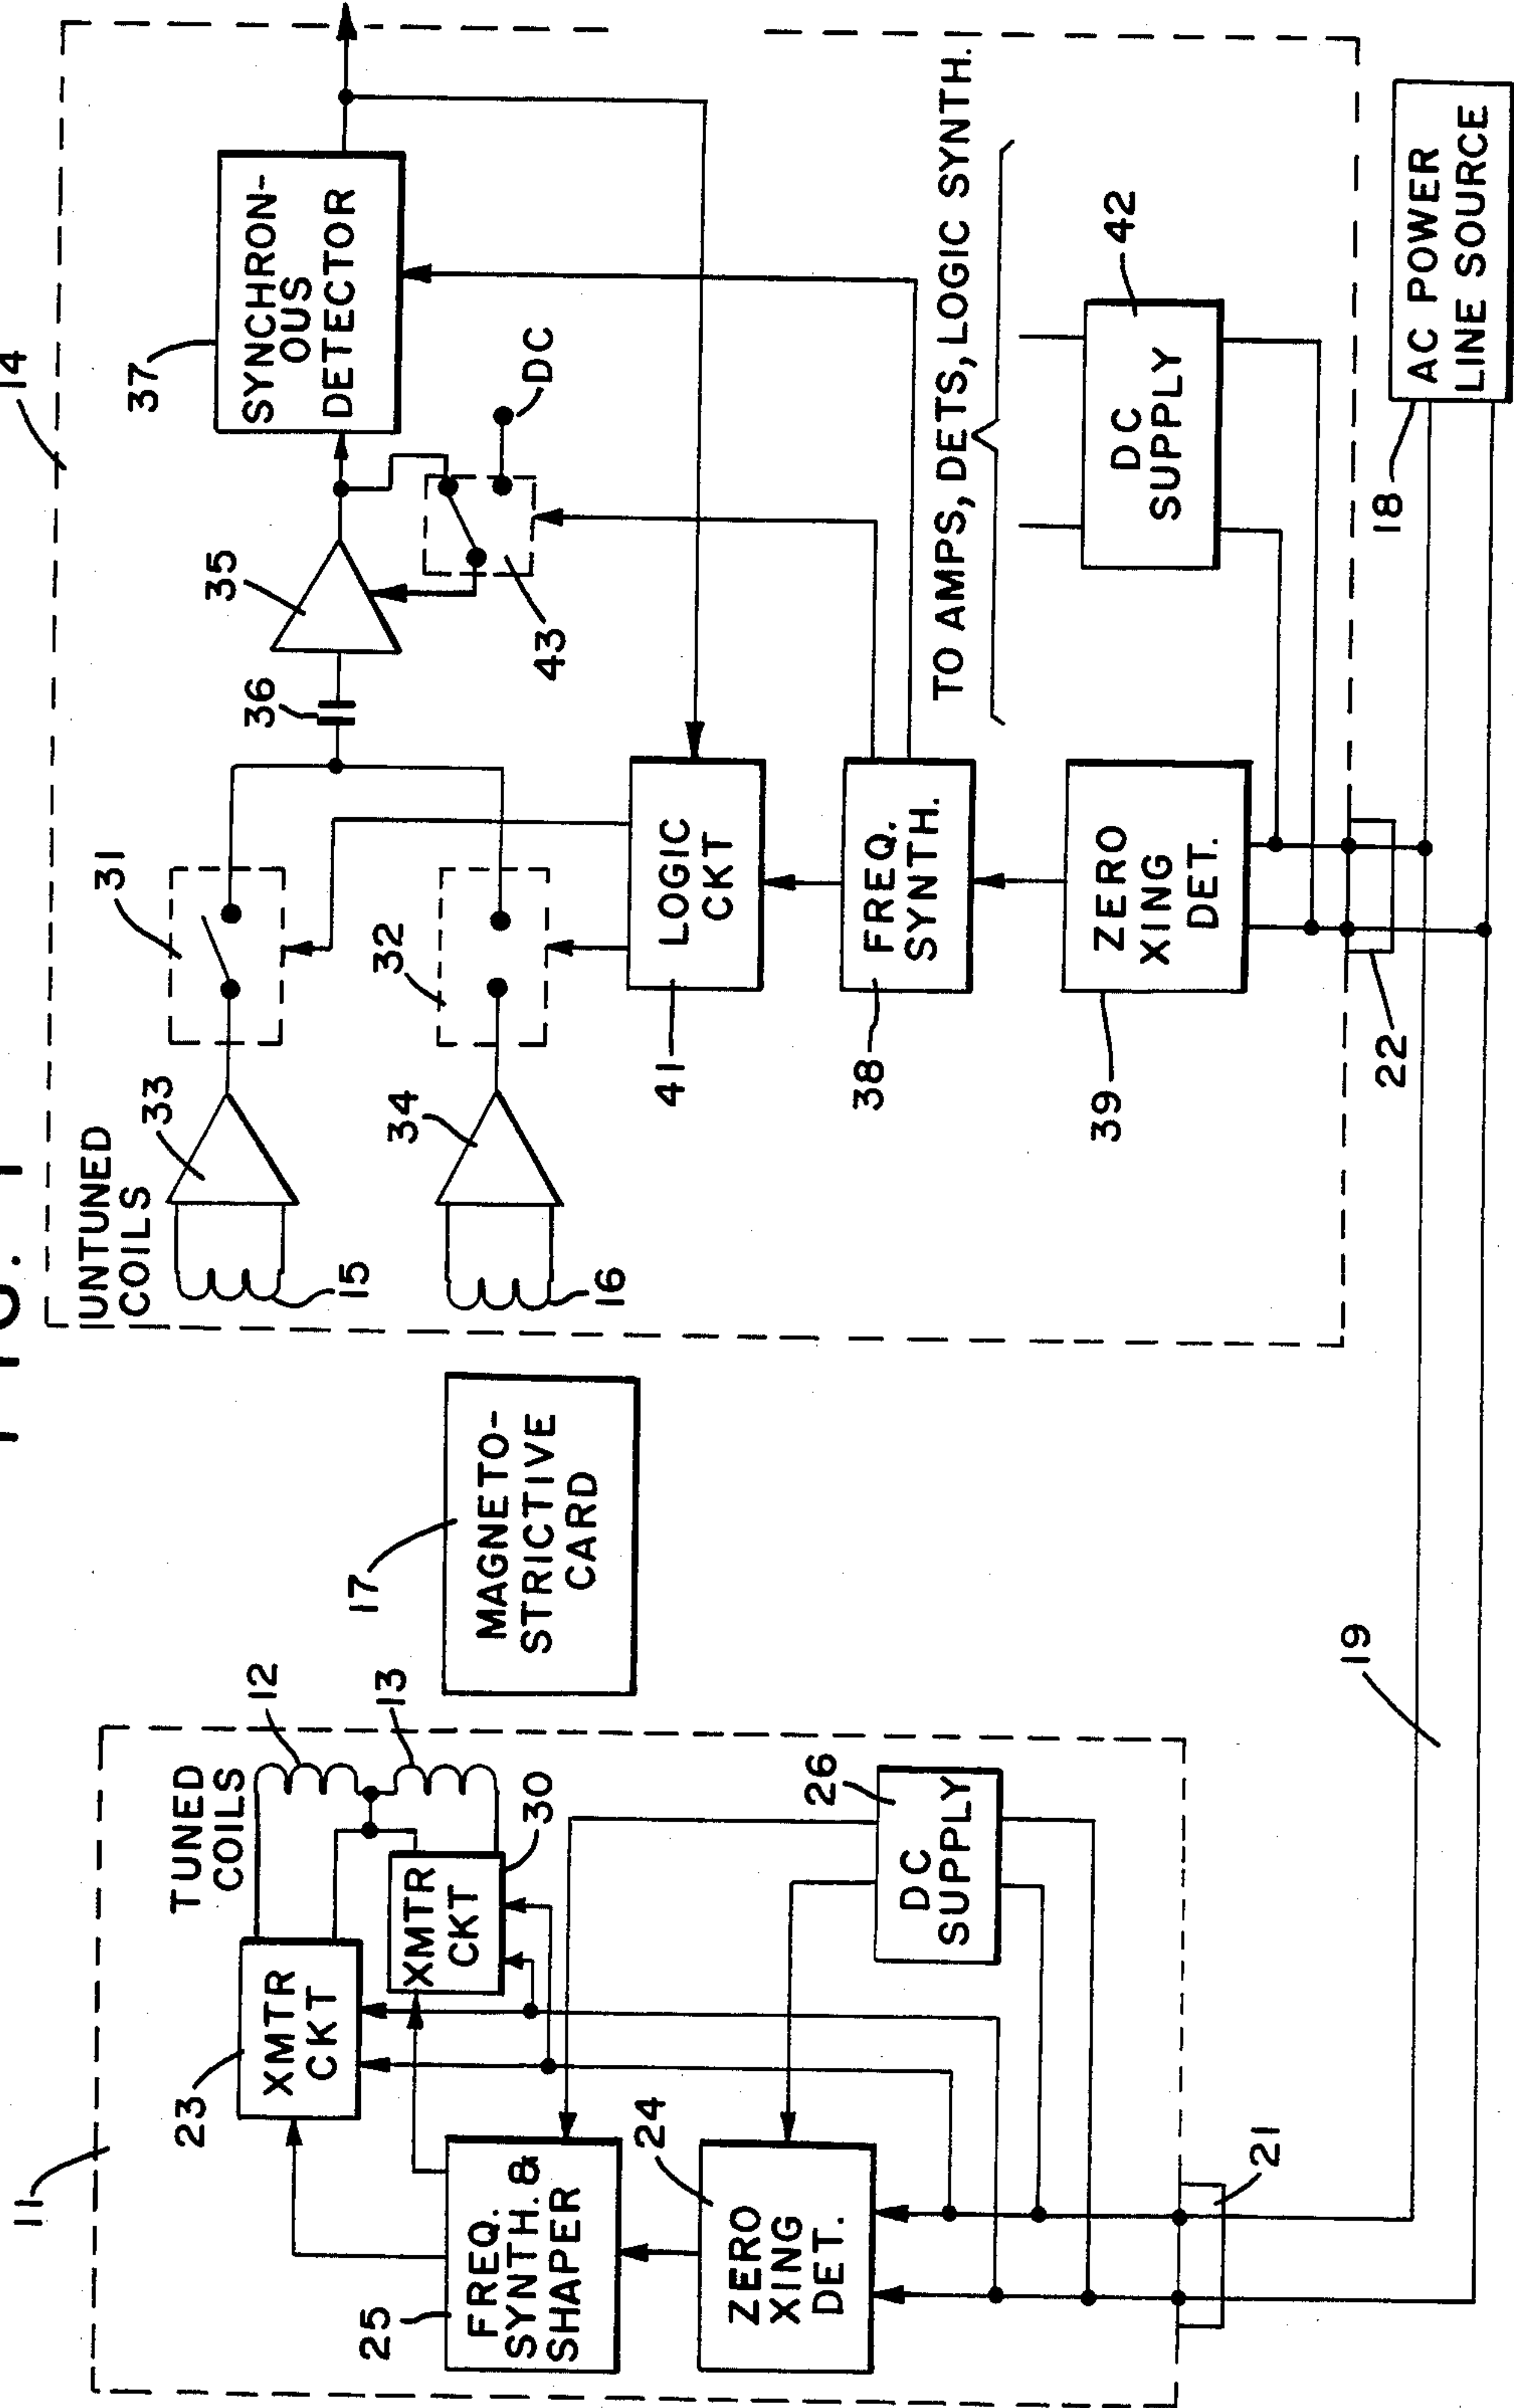 FIG. 1
11
TUNED
COILS
12
13
23
XMTR
CKT
XMTR
CKT
30
25
FREQ.
SYNTH. &
SHAPER
24
ZERO
XING
DET.
26
DC
SUPPLY
21
17
MAGNETO-
STRICTIVE
CARD
19
14
UNTUNED
COILS
15
33
31
16
34
32
36
35
43
DC
37
SYNCHRON-
OUS
DETECTOR
41
LOGIC
CKT
38
FREQ.
SYNTH.
39
ZERO
XING
DET.
TO AMPS, DETS, LOGIC SYNTH.
42
DC
SUPPLY
22
18
AC POWER
LINE SOURCE